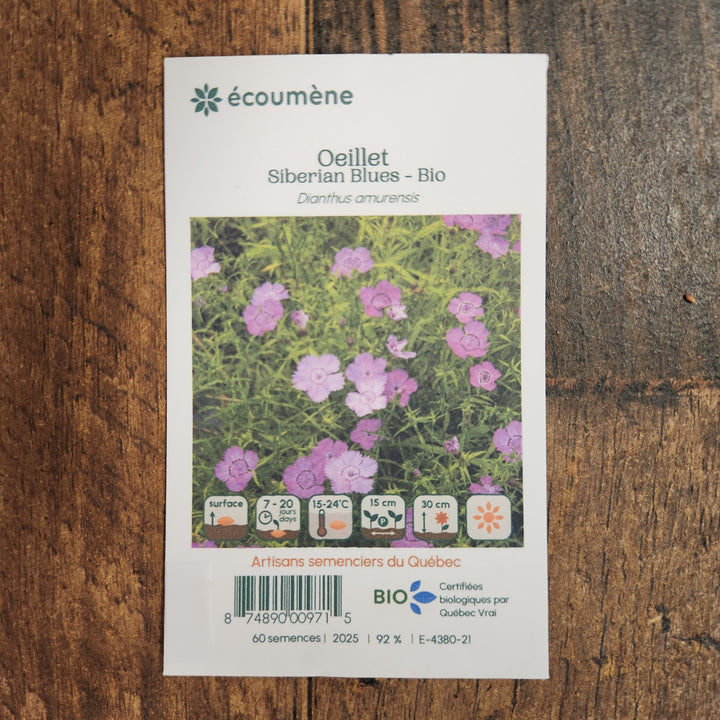 écoumène
Oeillet
Siberian Blues - Bio
Dianthus amurensis
surface
7 - 20
jours
days
15-24°C
15 cm
P
30 cm
Artisans semenciers du Québec
8 74890 00971 5
BIO
Certifiées
biologiques par
Québec Vrai
60 semences | 2025 | 92 % | E-4380-21